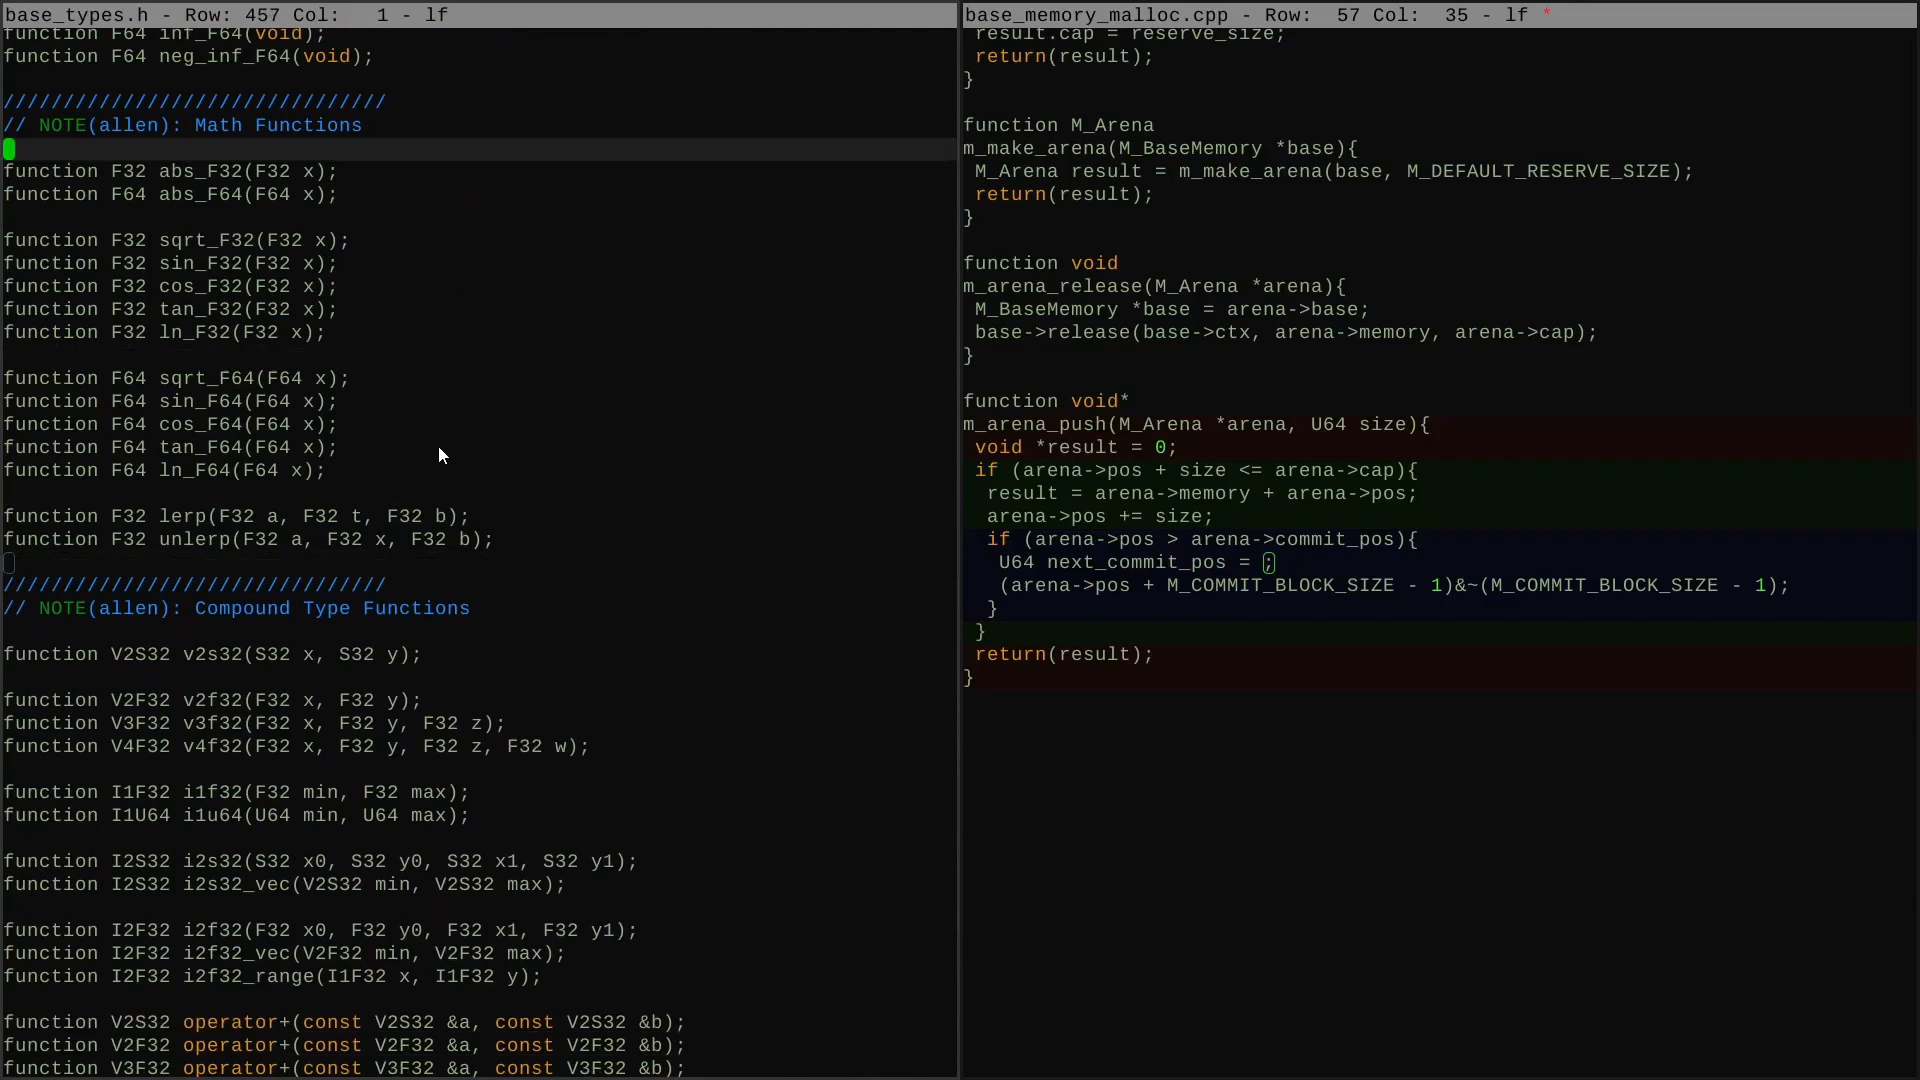 base_types.h - Row: 457 Col:   1 - lf
function F64 inf_F64(void);
function F64 neg_inf_F64(void);
////////////////////////////////
// NOTE(allen): Math Functions
function F32 abs_F32(F32 x);
function F64 abs_F64(F64 x);
function F32 sqrt_F32(F32 x);
function F32 sin_F32(F32 x);
function F32 cos_F32(F32 x);
function F32 tan_F32(F32 x);
function F32 ln_F32(F32 x);
function F64 sqrt_F64(F64 x);
function F64 sin_F64(F64 x);
function F64 cos_F64(F64 x);
function F64 tan_F64(F64 x);
function F64 ln_F64(F64 x);
function F32 lerp(F32 a, F32 t, F32 b);
function F32 unlerp(F32 a, F32 x, F32 b);
////////////////////////////////
// NOTE(allen): Compound Type Functions
function V2S32 v2s32(S32 x, S32 y);
function V2F32 v2f32(F32 x, F32 y);
function V3F32 v3f32(F32 x, F32 y, F32 z);
function V4F32 v4f32(F32 x, F32 y, F32 z, F32 w);
function I1F32 i1f32(F32 min, F32 max);
function I1U64 i1u64(U64 min, U64 max);
function I2S32 i2s32(S32 x0, S32 y0, S32 x1, S32 y1);
function I2S32 i2s32_vec(V2S32 min, V2S32 max);
function I2F32 i2f32(F32 x0, F32 y0, F32 x1, F32 y1);
function I2F32 i2f32_vec(V2F32 min, V2F32 max);
function I2F32 i2f32_range(I1F32 x, I1F32 y);
function V2S32 operator+(const V2S32 &a, const V2S32 &b);
function V2F32 operator+(const V2F32 &a, const V2F32 &b);
function V3F32 operator+(const V3F32 &a, const V3F32 &b);
base_memory_malloc.cpp - Row:  57 Col:  35 - lf *
result.cap = reserve_size;
return(result);
}
function M_Arena
m_make_arena(M_BaseMemory *base){
M_Arena result = m_make_arena(base, M_DEFAULT_RESERVE_SIZE);
return(result);
}
function void
m_arena_release(M_Arena *arena){
M_BaseMemory *base = arena->base;
base->release(base->ctx, arena->memory, arena->cap);
}
function void*
m_arena_push(M_Arena *arena, U64 size){
void *result = 0;
if (arena->pos + size <= arena->cap){
result = arena->memory + arena->pos;
arena->pos += size;
if (arena->pos > arena->commit_pos){
U64 next_commit_pos = ;
(arena->pos + M_COMMIT_BLOCK_SIZE - 1)&~(M_COMMIT_BLOCK_SIZE - 1);
}
}
return(result);
}